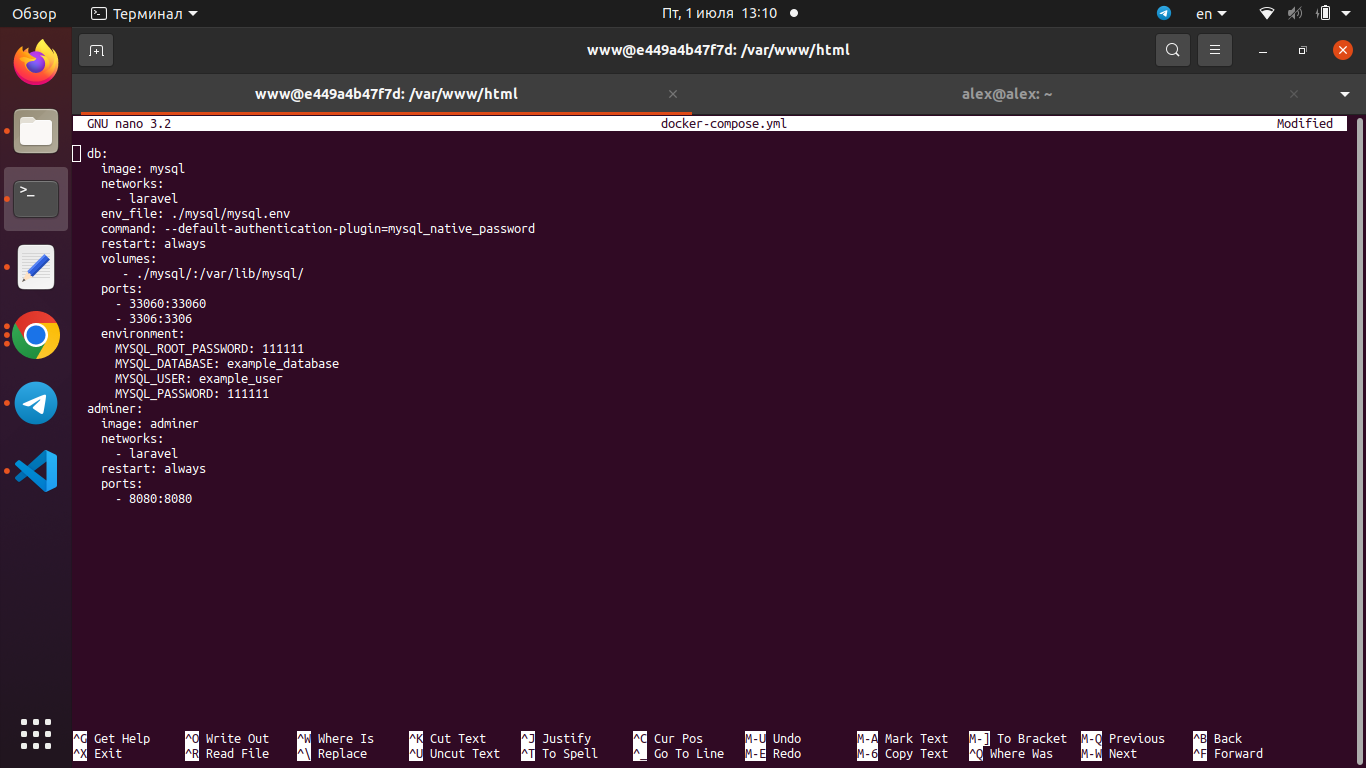 Обзор Терминал Пт, 1 июля 13:10 en
www@e449a4b47f7d: /var/www/html
www@e449a4b47f7d: /var/www/html alex@alex: ~
GNU nano 3.2 docker-compose.yml Modified
db:
image: mysql
networks:
- laravel
env_file: ./mysql/mysql.env
command: --default-authentication-plugin=mysql_native_password
restart: always
volumes:
- ./mysql/:/var/lib/mysql/
ports:
- 33060:33060
- 3306:3306
environment:
MYSQL_ROOT_PASSWORD: 111111
MYSQL_DATABASE: example_database
MYSQL_USER: example_user
MYSQL_PASSWORD: 111111
adminer:
image: adminer
networks:
- laravel
restart: always
ports:
- 8080:8080
^G Get Help ^O Write Out ^W Where Is ^K Cut Text ^J Justify ^C Cur Pos M-U Undo M-A Mark Text M-] To Bracket M-Q Previous ^B Back
^X Exit ^R Read File ^\ Replace ^U Uncut Text ^T To Spell ^_ Go To Line M-E Redo M-6 Copy Text ^Q Where Was M-W Next ^F Forward